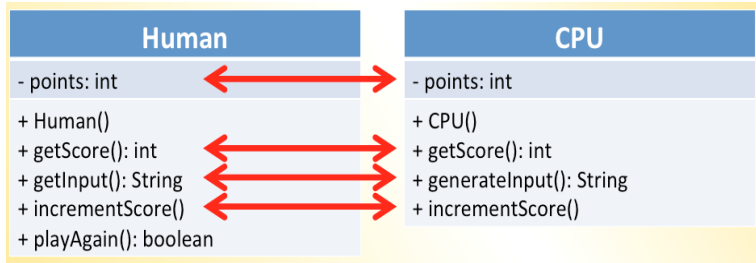 Human
- points: int
+ Human()
+ getScore(): int
+ getInput(): String
+ incrementScore()
+ playAgain(): boolean
CPU
- points: int
+ CPU()
+ getScore(): int
+ generateInput(): String
+ incrementScore()